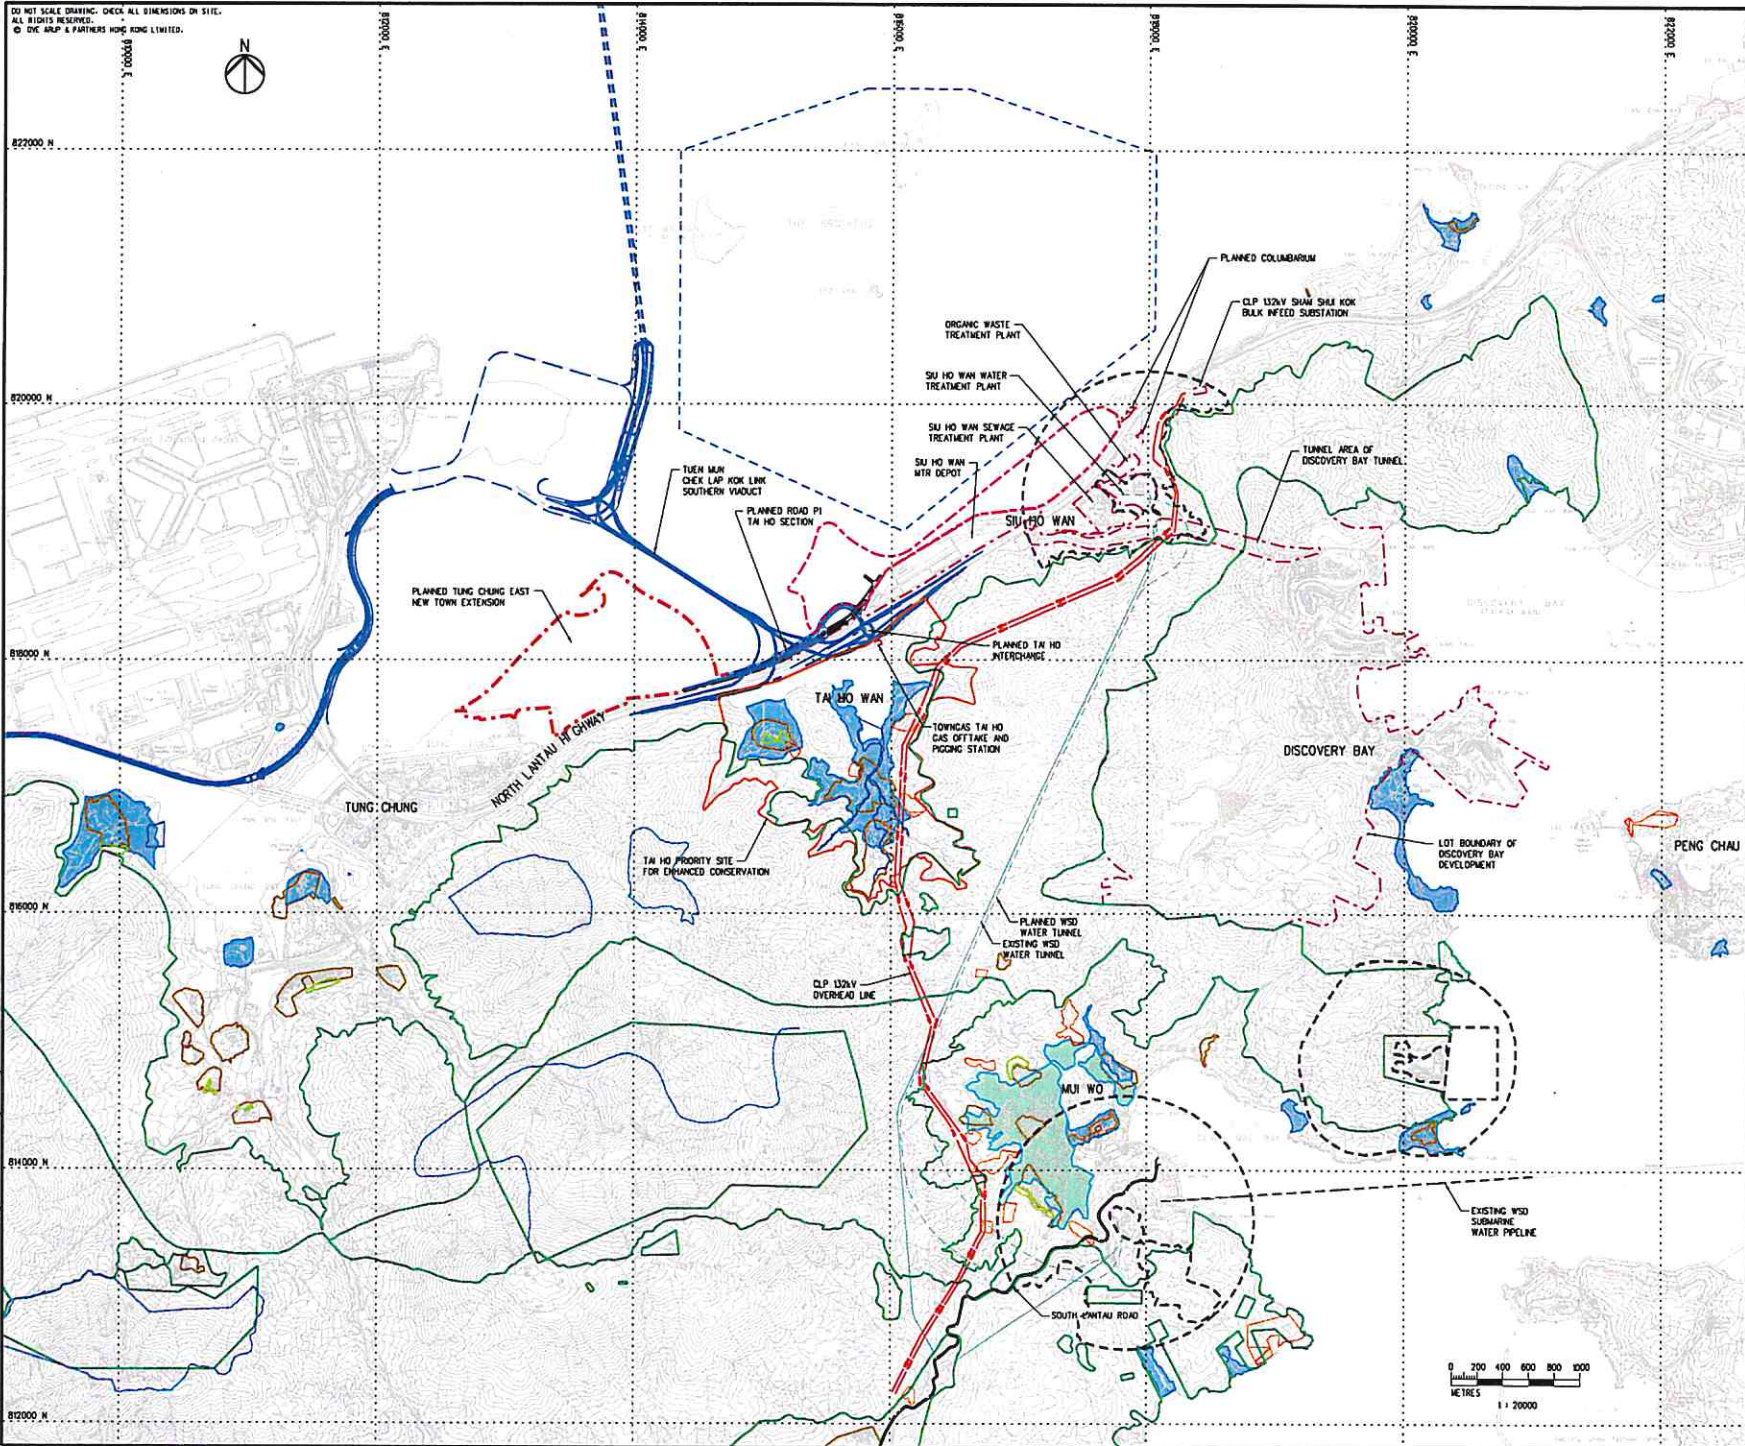 DO NOT SCALE DRAWING. CHECK ALL DIMENSIONS ON SITE.
ALL RIGHTS RESERVED.
© OVE ARUP & PARTNERS HONG KONG LIMITED.
N
822000 N
820000 N
818000 N
816000 N
814000 N
812000 N
820000 E
822000 E
PLANNED COLUMBARIUM
CLP 132kV SHAM SHUI KOK
BULK INFEED SUBSTATION
ORGANIC WASTE
TREATMENT PLANT
SIU HO WAN WATER
TREATMENT PLANT
SIU HO WAN SEWAGE
TREATMENT PLANT
SIU HO WAN
MTR DEPOT
TUNNEL AREA OF
DISCOVERY BAY TUNNEL
TUEN MUN
CHEK LAP KOK LINK
SOUTHERN VIADUCT
PLANNED ROAD P1
TAI HO SECTION
SIU HO WAN
PLANNED TUNG CHUNG EAST
NEW TOWN EXTENSION
PLANNED TAI HO
INTERCHANGE
TAI HO WAN
TOWNGAS TAI HO
GAS OFFTAKE AND
PIGGING STATION
NORTH LANTAU HIGHWAY
DISCOVERY BAY
TUNG CHUNG
LOT BOUNDARY OF
DISCOVERY BAY
DEVELOPMENT
PENG CHAU
TAI HO PRIORITY SITE
FOR ENHANCED CONSERVATION
PLANNED WSD
WATER TUNNEL
EXISTING WSD
WATER TUNNEL
CLP 132kV
OVERHEAD LINE
MUI WO
EXISTING WSD
SUBMARINE
WATER PIPELINE
SOUTH LANTAU ROAD
0 200 400 600 800 1000
METRES
1 : 20000